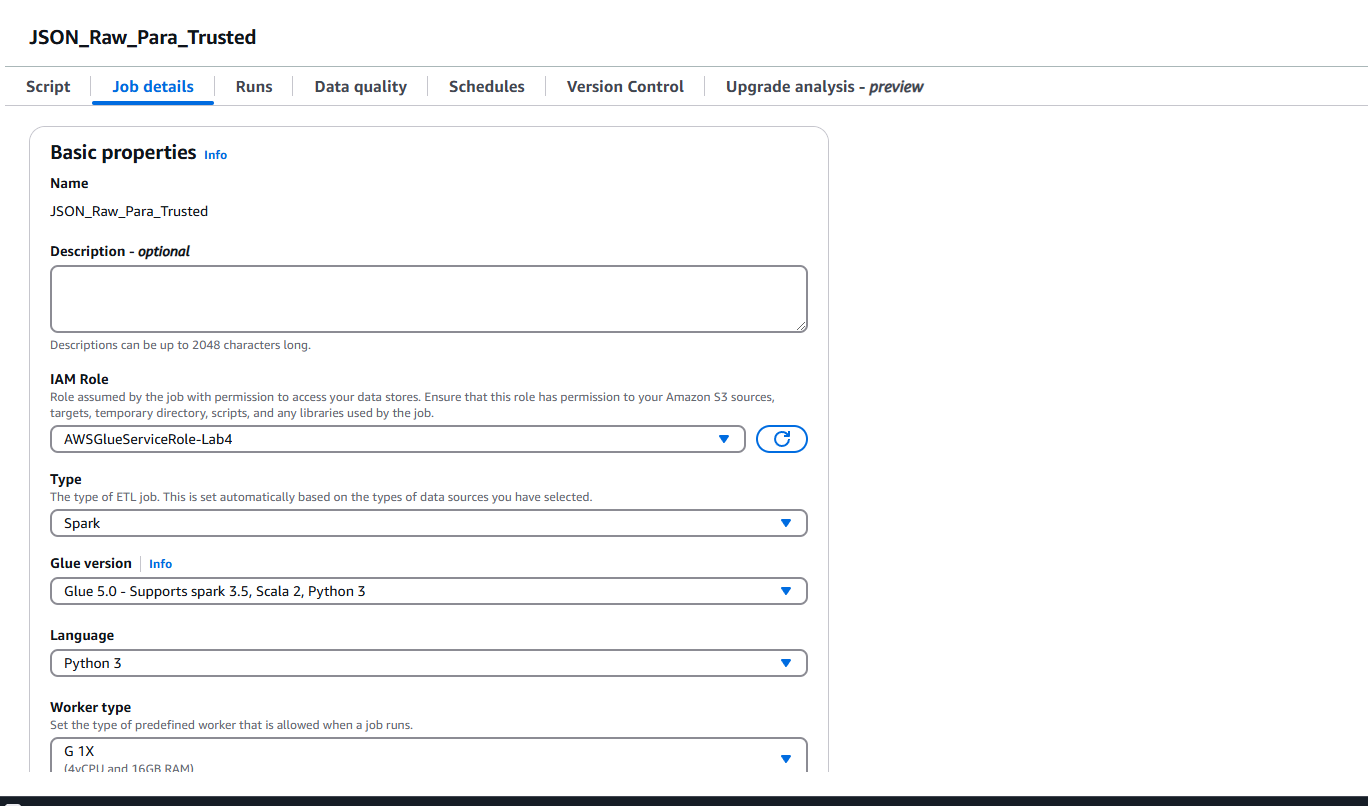 JSON_Raw_Para_Trusted
Script
Job details
Runs
Data quality
Schedules
Version Control
Upgrade analysis - preview
Basic properties Info
Name
JSON_Raw_Para_Trusted
Description - optional
Descriptions can be up to 2048 characters long.
IAM Role
Role assumed by the job with permission to access your data stores. Ensure that this role has permission to your Amazon S3 sources,
targets, temporary directory, scripts, and any libraries used by the job.
AWSGlueServiceRole-Lab4
Type
The type of ETL job. This is set automatically based on the types of data sources you have selected.
Spark
Glue version Info
Glue 5.0 - Supports spark 3.5, Scala 2, Python 3
Language
Python 3
Worker type
Set the type of predefined worker that is allowed when a job runs.
G 1X
(4vCPU and 16GB RAM)